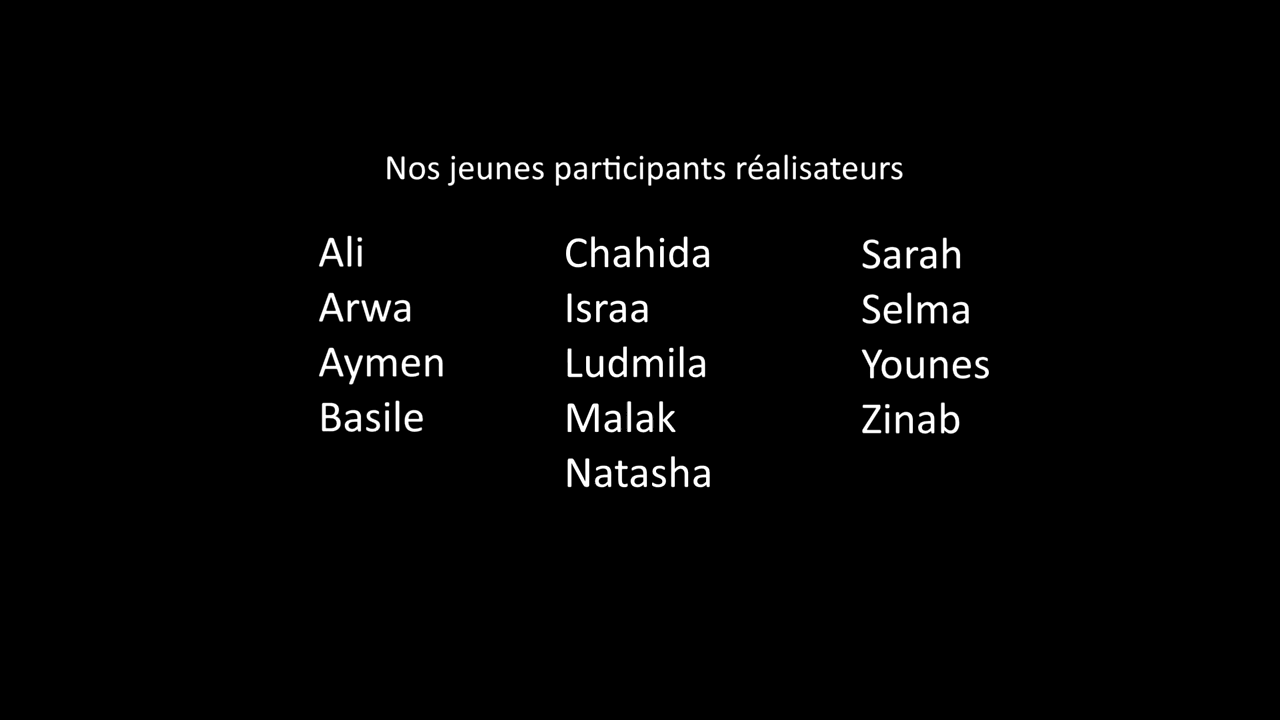 Nos jeunes participants réalisateurs
Ali
Arwa
Aymen
Basile
Chahida
Israa
Ludmila
Malak
Natasha
Sarah
Selma
Younes
Zinab